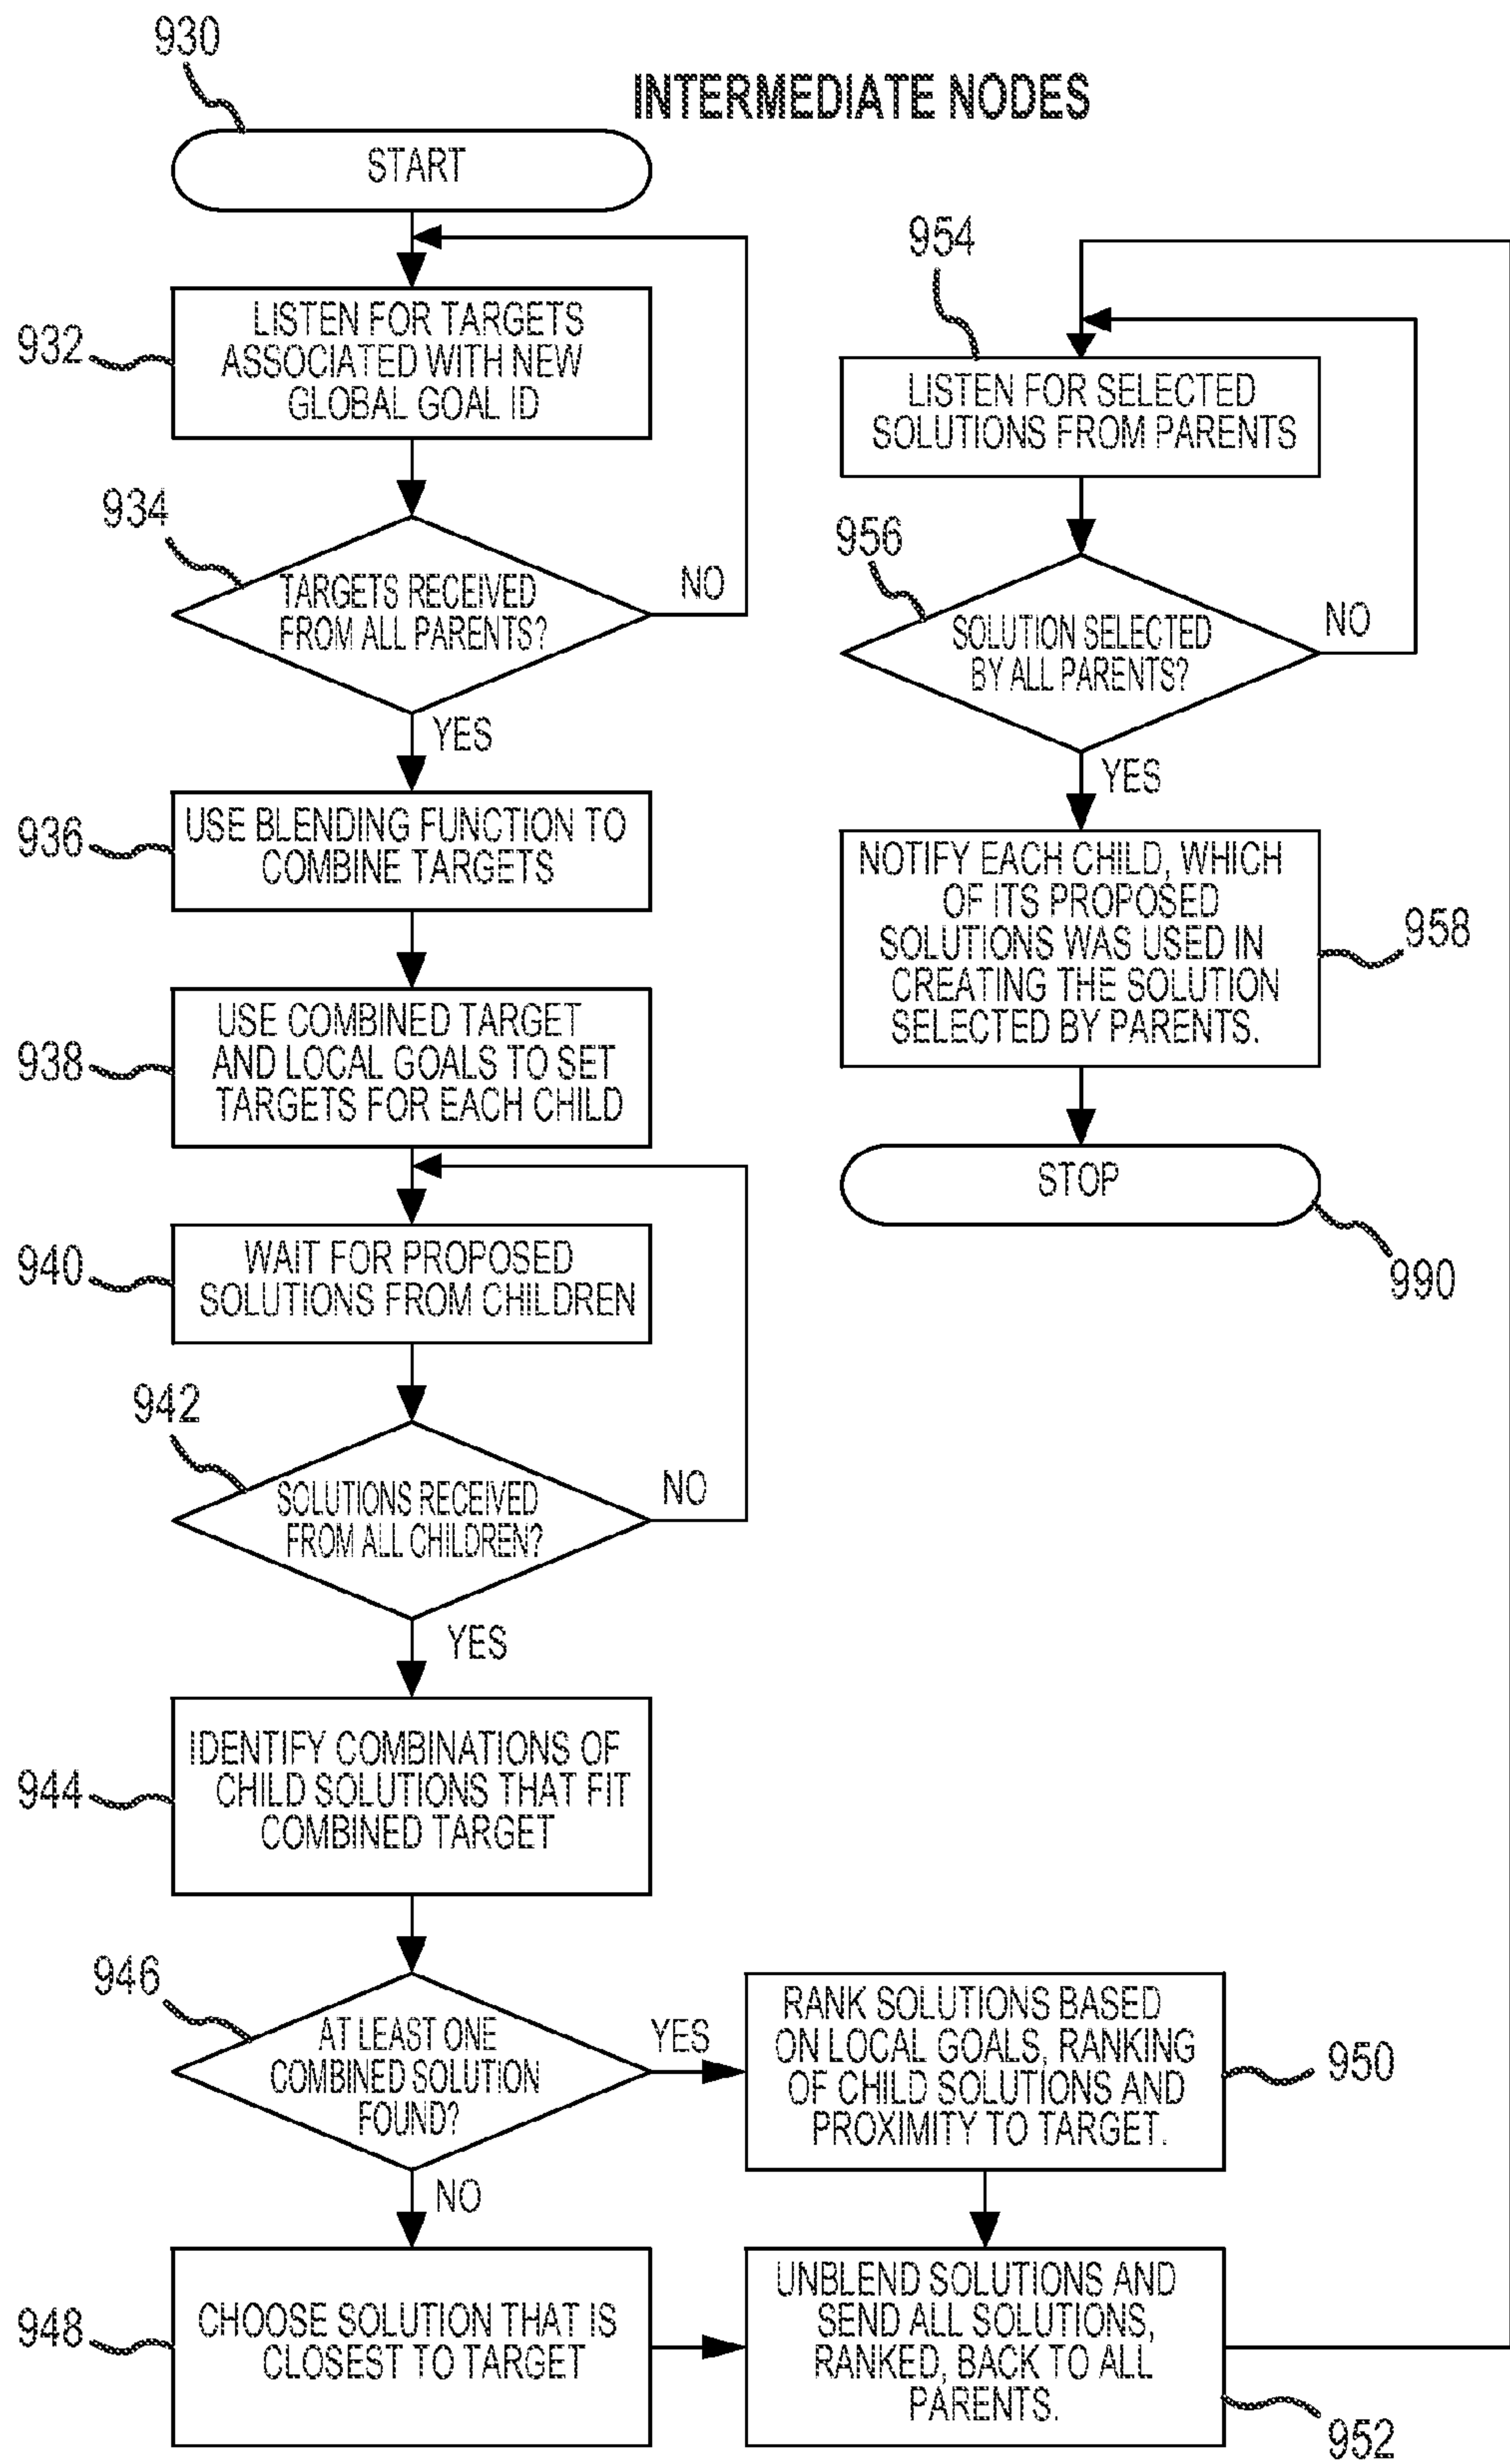 930
INTERMEDIATE NODES
START
932
LISTEN FOR TARGETS
ASSOCIATED WITH NEW
GLOBAL GOAL ID
934
TARGETS RECEIVED
FROM ALL PARENTS?
NO
YES
936
USE BLENDING FUNCTION TO
COMBINE TARGETS
938
USE COMBINED TARGET
AND LOCAL GOALS TO SET
TARGETS FOR EACH CHILD
940
WAIT FOR PROPOSED
SOLUTIONS FROM CHILDREN
942
SOLUTIONS RECEIVED
FROM ALL CHILDREN?
NO
YES
944
IDENTIFY COMBINATIONS OF
CHILD SOLUTIONS THAT FIT
COMBINED TARGET
946
AT LEAST ONE
COMBINED SOLUTION
FOUND?
YES
NO
948
CHOOSE SOLUTION THAT IS
CLOSEST TO TARGET
RANK SOLUTIONS BASED
ON LOCAL GOALS, RANKING
OF CHILD SOLUTIONS AND
PROXIMITY TO TARGET.
950
UNBLEND SOLUTIONS AND
SEND ALL SOLUTIONS,
RANKED, BACK TO ALL
PARENTS.
952
954
LISTEN FOR SELECTED
SOLUTIONS FROM PARENTS
956
SOLUTION SELECTED
BY ALL PARENTS?
NO
YES
NOTIFY EACH CHILD, WHICH
OF ITS PROPOSED
SOLUTIONS WAS USED IN
CREATING THE SOLUTION
SELECTED BY PARENTS.
958
STOP
990